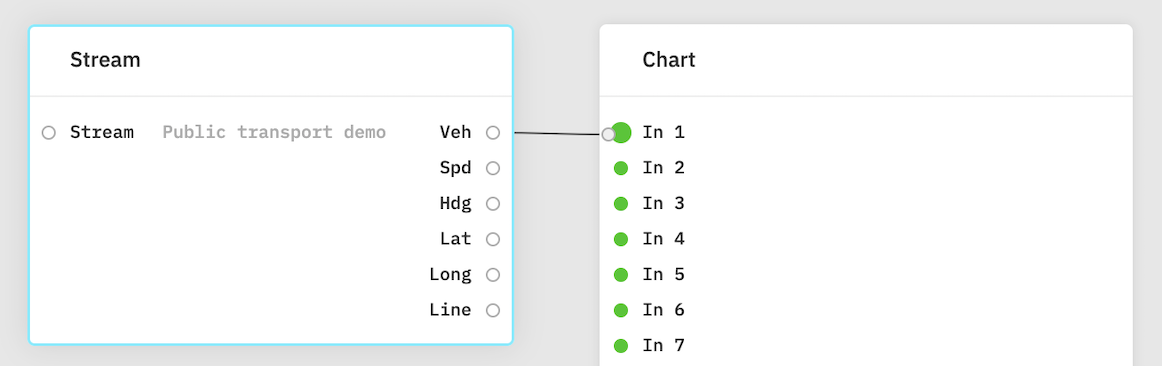 Stream
Stream Public transport demo Veh
Spd
Hdg
Lat
Long
Line
Chart
In 1
In 2
In 3
In 4
In 5
In 6
In 7